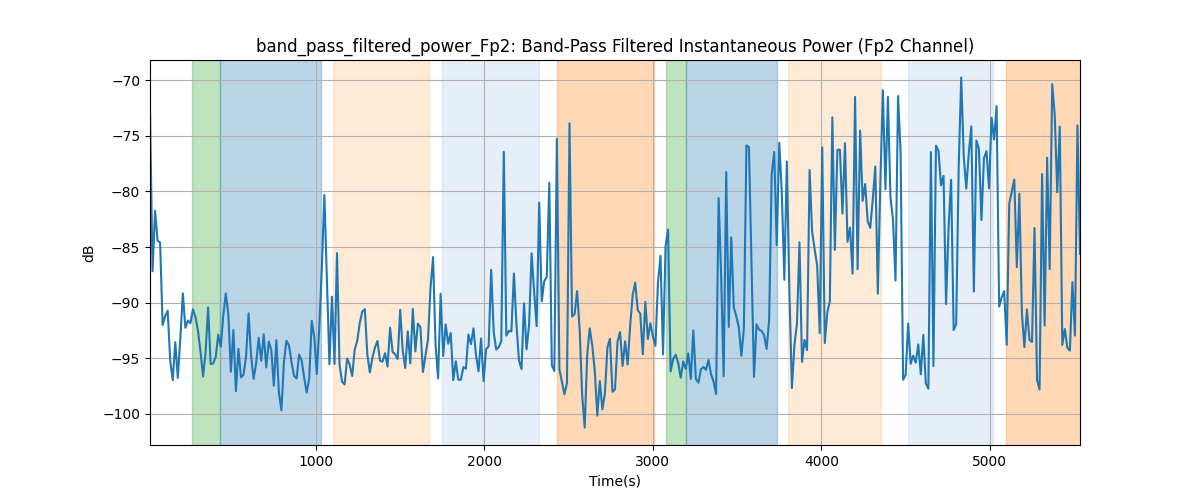 band_pass_filtered_power_Fp2: Band-Pass Filtered Instantaneous Power (Fp2 Channel)
−70
−75
−80
−85
−90
−95
−100
dB
1000 2000 3000 4000 5000
Time(s)